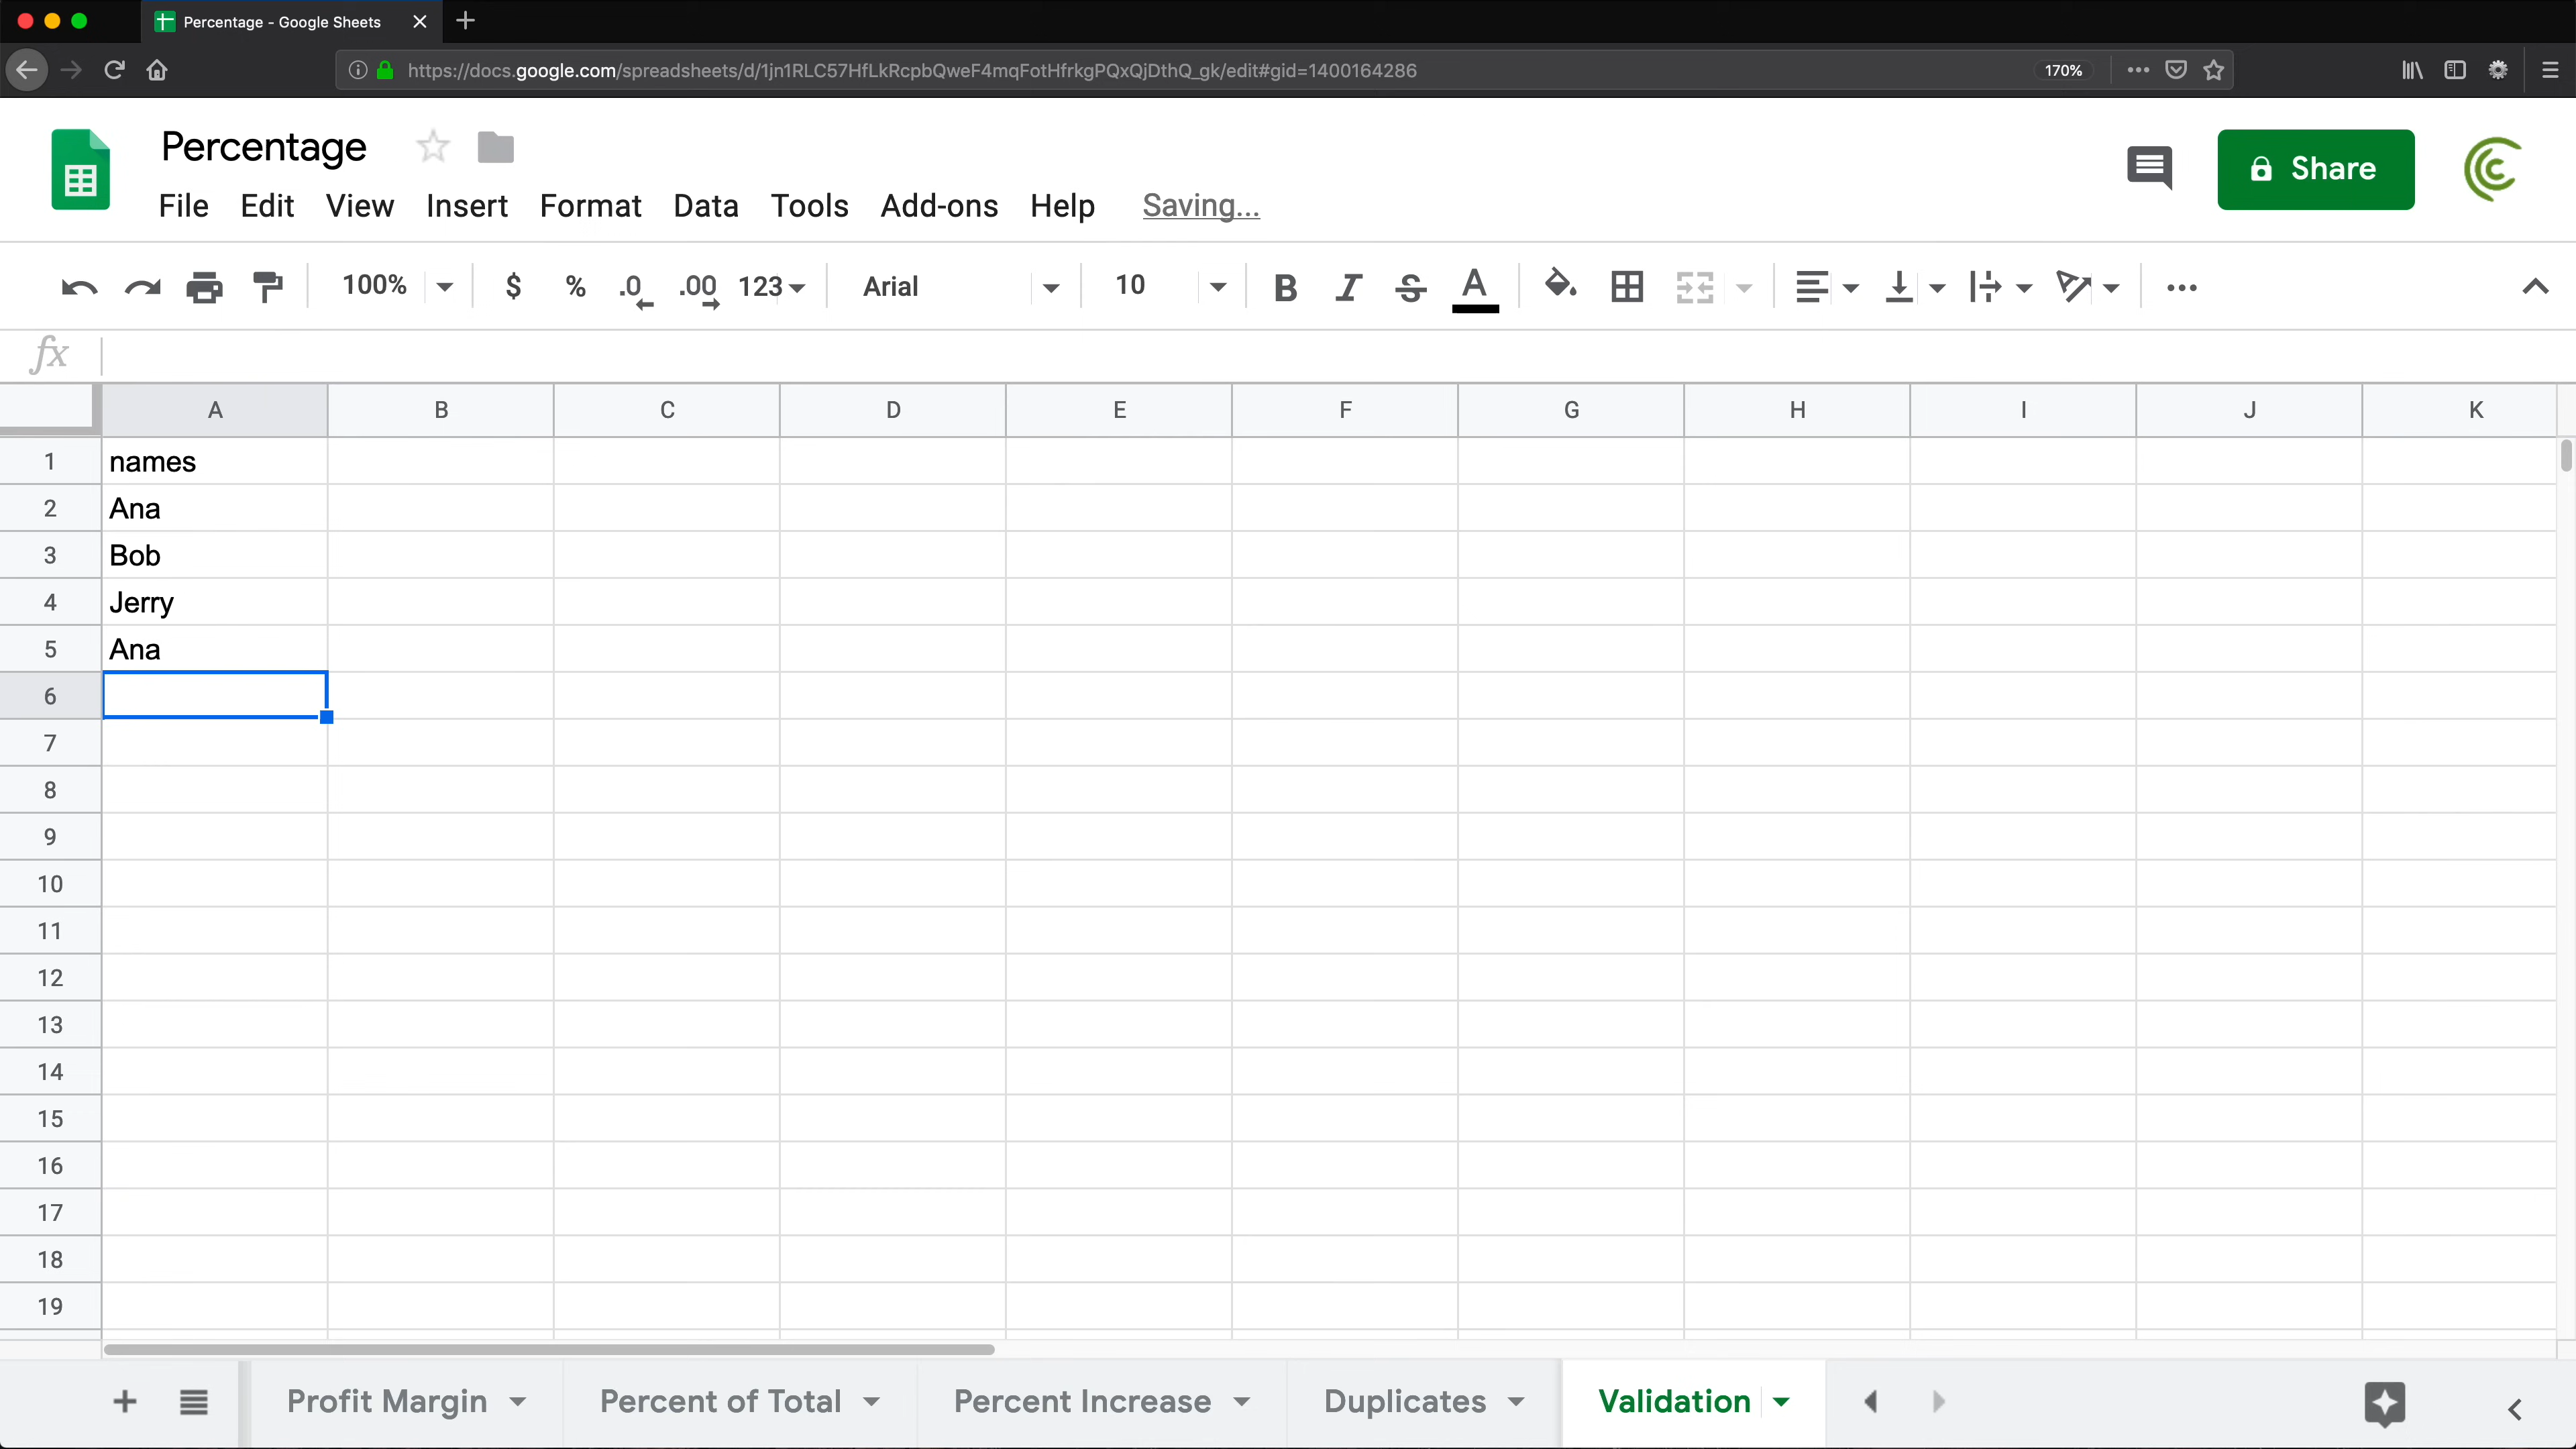 Percentage - Google Sheets
https://docs.google.com/spreadsheets/d/1jn1RLC57HfLkRcpbQweF4mqFotHfrkgPQxQjDthQ_gk/edit#gid=1400164286 170%
Percentage
Share
File Edit View Insert Format Data Tools Add-ons Help Saving...
100% $ % .0 .00 123 Arial 10 B I S A
fx
A B C D E F G H I J K
1 names
2 Ana
3 Bob
4 Jerry
5 Ana
6
7
8
9
10
11
12
13
14
15
16
17
18
19
Profit Margin Percent of Total Percent Increase Duplicates Validation